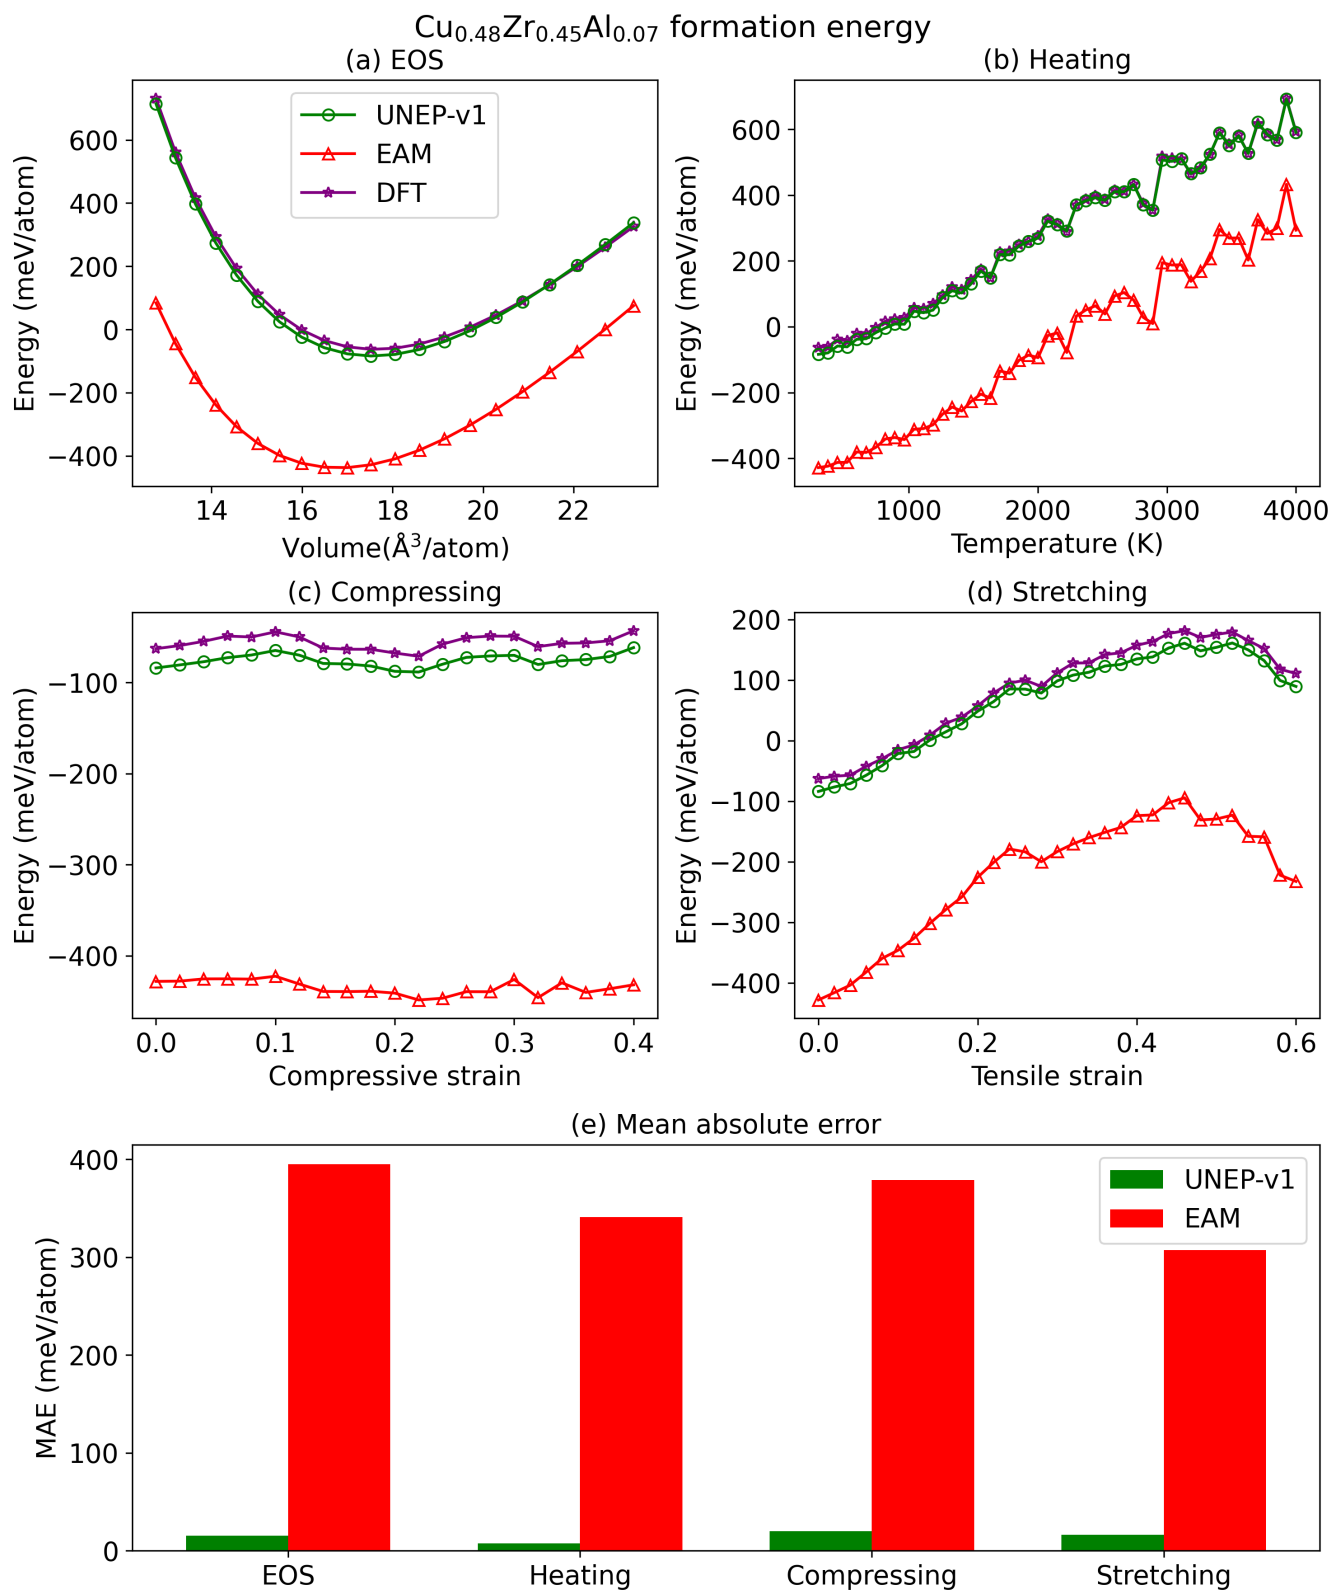 Cu₀.₄₈Zr₀.₄₅Al₀.₀₇ formation energy
(a) EOS
UNEP-v1
EAM
DFT
600
400
200
0
−200
−400
Energy (meV/atom)
14 16 18 20 22
Volume(Å³/atom)
(b) Heating
600
400
200
0
−200
−400
Energy (meV/atom)
1000 2000 3000 4000
Temperature (K)
(c) Compressing
−100
−200
−300
−400
Energy (meV/atom)
0.0 0.1 0.2 0.3 0.4
Compressive strain
(d) Stretching
200
100
0
−100
−200
−300
−400
Energy (meV/atom)
0.0 0.2 0.4 0.6
Tensile strain
(e) Mean absolute error
UNEP-v1
EAM
400
300
200
100
0
MAE (meV/atom)
EOS Heating Compressing Stretching